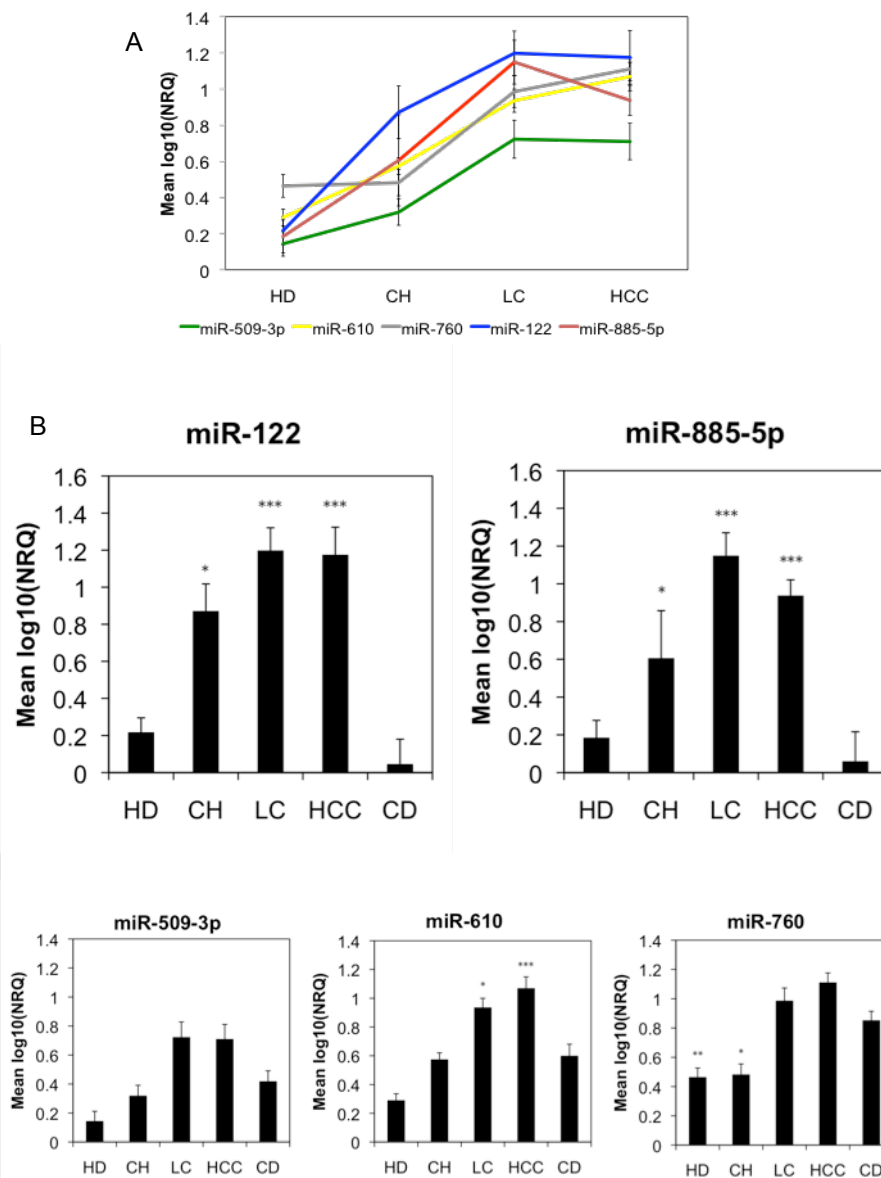 A
Mean log10(NRQ)
1.4
1.2
1
0.8
0.6
0.4
0.2
0
HD CH LC HCC
miR-509-3p miR-610 miR-760 miR-122 miR-885-5p
B
miR-122
Mean log10(NRQ)
1.6
1.4
1.2
1
0.8
0.6
0.4
0.2
0
* *** ***
HD CH LC HCC CD
miR-885-5p
Mean log10(NRQ)
1.6
1.4
1.2
1
0.8
0.6
0.4
0.2
0
* *** ***
HD CH LC HCC CD
miR-509-3p
Mean log10(NRQ)
1.4
1.2
1
0.8
0.6
0.4
0.2
0
HD CH LC HCC CD
miR-610
Mean log10(NRQ)
1.4
1.2
1
0.8
0.6
0.4
0.2
0
* ***
HD CH LC HCC CD
miR-760
Mean log10(NRQ)
1.4
1.2
1
0.8
0.6
0.4
0.2
0
** *
HD CH LC HCC CD